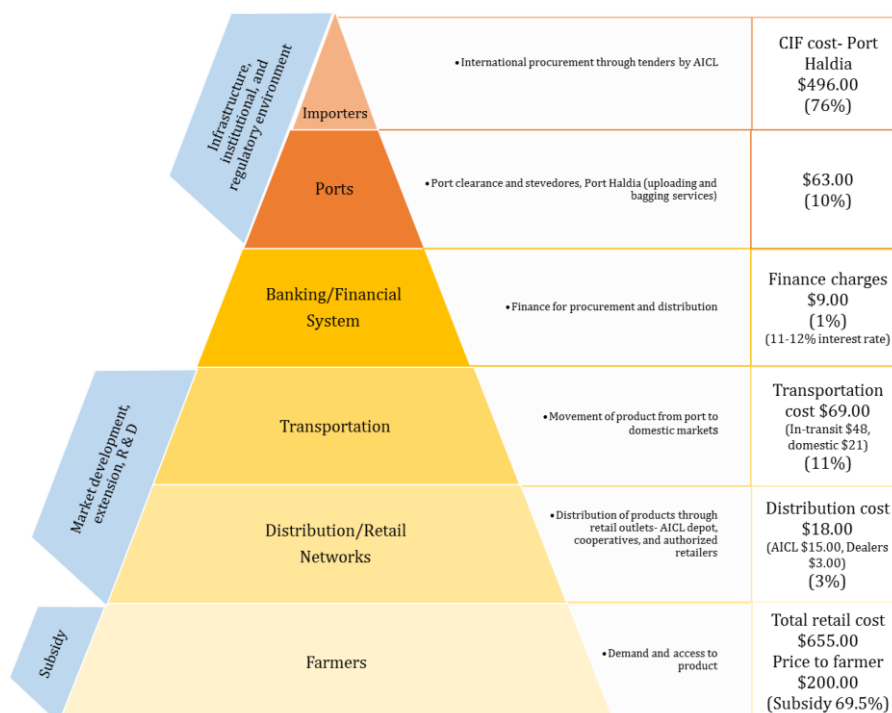 Infrastructure,
institutional, and
regulatory environment
Importers
•International procurement through tenders by AICL
CIF cost- Port
Haldia
$496.00
(76%)
Ports
•Port clearance and stevedores, Port Haldia (uploading and
bagging services)
$63.00
(10%)
Banking/Financial
System
•Finance for procurement and distribution
Finance charges
$9.00
(1%)
(11-12% interest rate)
Market development,
extension, R & D
Transportation
•Movement of product from port to
domestic markets
Transportation
cost $69.00
(In-transit $48,
domestic $21)
(11%)
Distribution/Retail
Networks
•Distribution of products through
retail outlets- AICL depot,
cooperatives, and authorized
retailers
Distribution cost
$18.00
(AICL $15.00, Dealers
$3.00)
(3%)
Subsidy
Farmers
•Demand and access to
product
Total retail cost
$655.00
Price to farmer
$200.00
(Subsidy 69.5%)